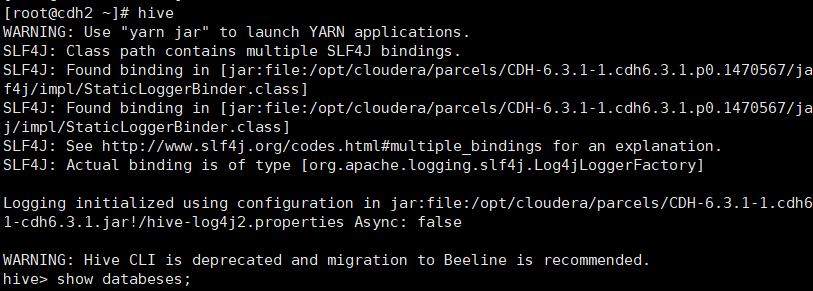 [root@cdh2 ~]# hive
WARNING: Use "yarn jar" to launch YARN applications.
SLF4J: Class path contains multiple SLF4J bindings.
SLF4J: Found binding in [jar:file:/opt/cloudera/parcels/CDH-6.3.1-1.cdh6.3.1.p0.1470567/ja
f4j/impl/StaticLoggerBinder.class]
SLF4J: Found binding in [jar:file:/opt/cloudera/parcels/CDH-6.3.1-1.cdh6.3.1.p0.1470567/ja
j/impl/StaticLoggerBinder.class]
SLF4J: See http://www.slf4j.org/codes.html#multiple_bindings for an explanation.
SLF4J: Actual binding is of type [org.apache.logging.slf4j.Log4jLoggerFactory]
Logging initialized using configuration in jar:file:/opt/cloudera/parcels/CDH-6.3.1-1.cdh6
1-cdh6.3.1.jar!/hive-log4j2.properties Async: false
WARNING: Hive CLI is deprecated and migration to Beeline is recommended.
hive> show databeses;